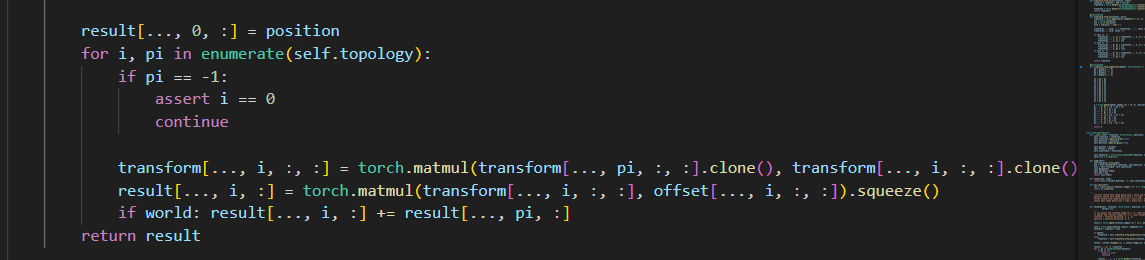 result[..., 0, :] = position
for i, pi in enumerate(self.topology):
    if pi == -1:
        assert i == 0
        continue

    transform[..., i, :, :] = torch.matmul(transform[..., pi, :, :].clone(), transform[..., i, :, :].clone()
    result[..., i, :] = torch.matmul(transform[..., i, :, :], offset[..., i, :, :]).squeeze()
    if world: result[..., i, :] += result[..., pi, :]
return result